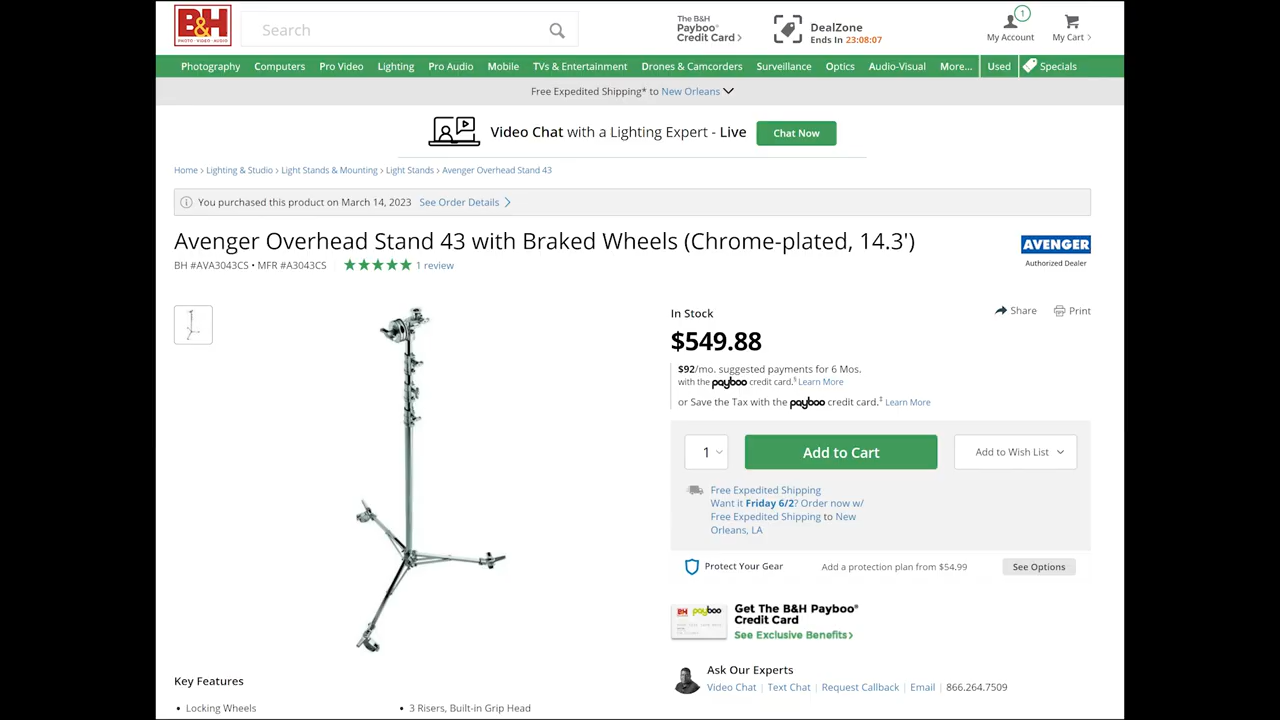 B&H
PHOTO · VIDEO · AUDIO
Search
The B&H
Payboo®
Credit Card
DealZone
Ends In 23:08:07
1
My Account
My Cart
Photography Computers Pro Video Lighting Pro Audio Mobile TVs & Entertainment Drones & Camcorders Surveillance Optics Audio-Visual More... Used Specials
Free Expedited Shipping* to New Orleans
Video Chat with a Lighting Expert - Live
Chat Now
Home › Lighting & Studio › Light Stands & Mounting › Light Stands › Avenger Overhead Stand 43
You purchased this product on March 14, 2023 See Order Details
Avenger Overhead Stand 43 with Braked Wheels (Chrome-plated, 14.3')
BH #AVA3043CS • MFR #A3043CS
1 review
AVENGER
Authorized Dealer
In Stock
Share
Print
$549.88
$92/mo. suggested payments for 6 Mos.
with the payboo credit card.§ Learn More
or Save the Tax with the payboo credit card.‡ Learn More
1
Add to Cart
Add to Wish List
Free Expedited Shipping
Want it Friday 6/2? Order now w/
Free Expedited Shipping to New
Orleans, LA
Protect Your Gear
Add a protection plan from $54.99
See Options
B&H payboo
Get The B&H Payboo®
Credit Card
See Exclusive Benefits›
Ask Our Experts
Video Chat | Text Chat | Request Callback | Email | 866.264.7509
Key Features
• Locking Wheels
• 3 Risers, Built-in Grip Head